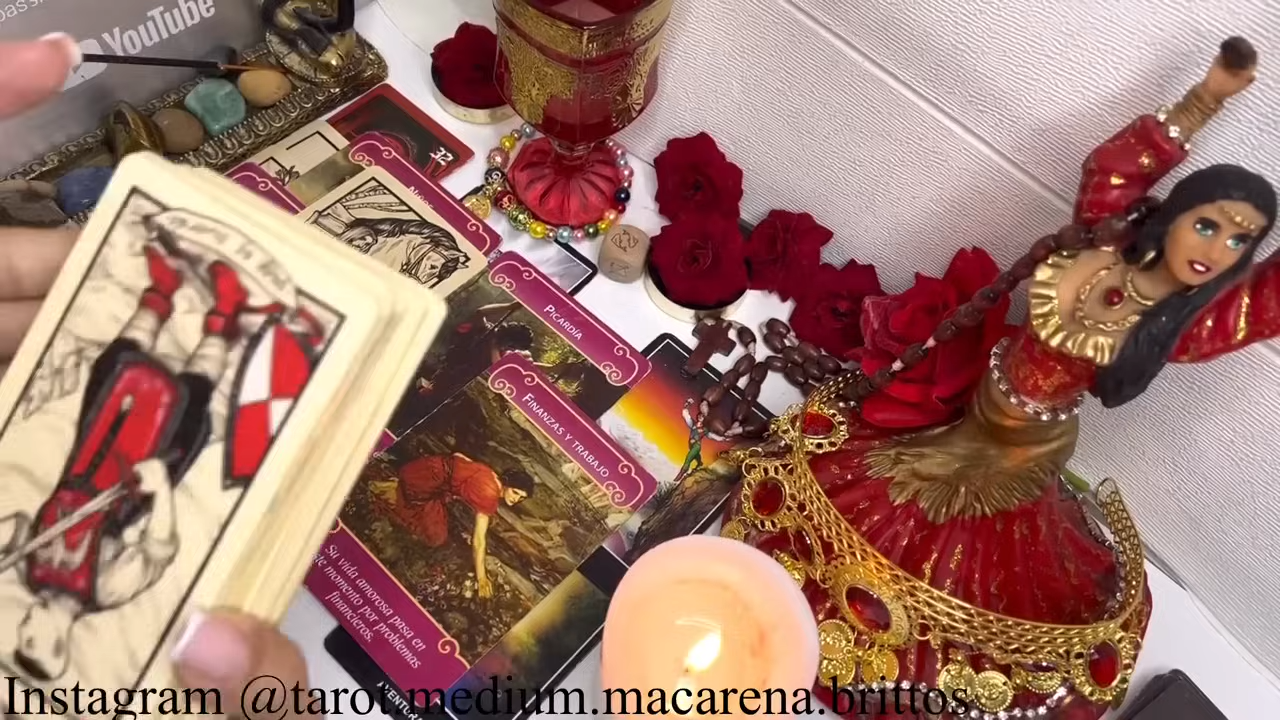 YouTube
32
PICARDÍA
FINANZAS Y TRABAJO
Su vida amorosa pasa en
este momento por problemas
financieros.
Instagram @tarot.medium.macarena.brittos